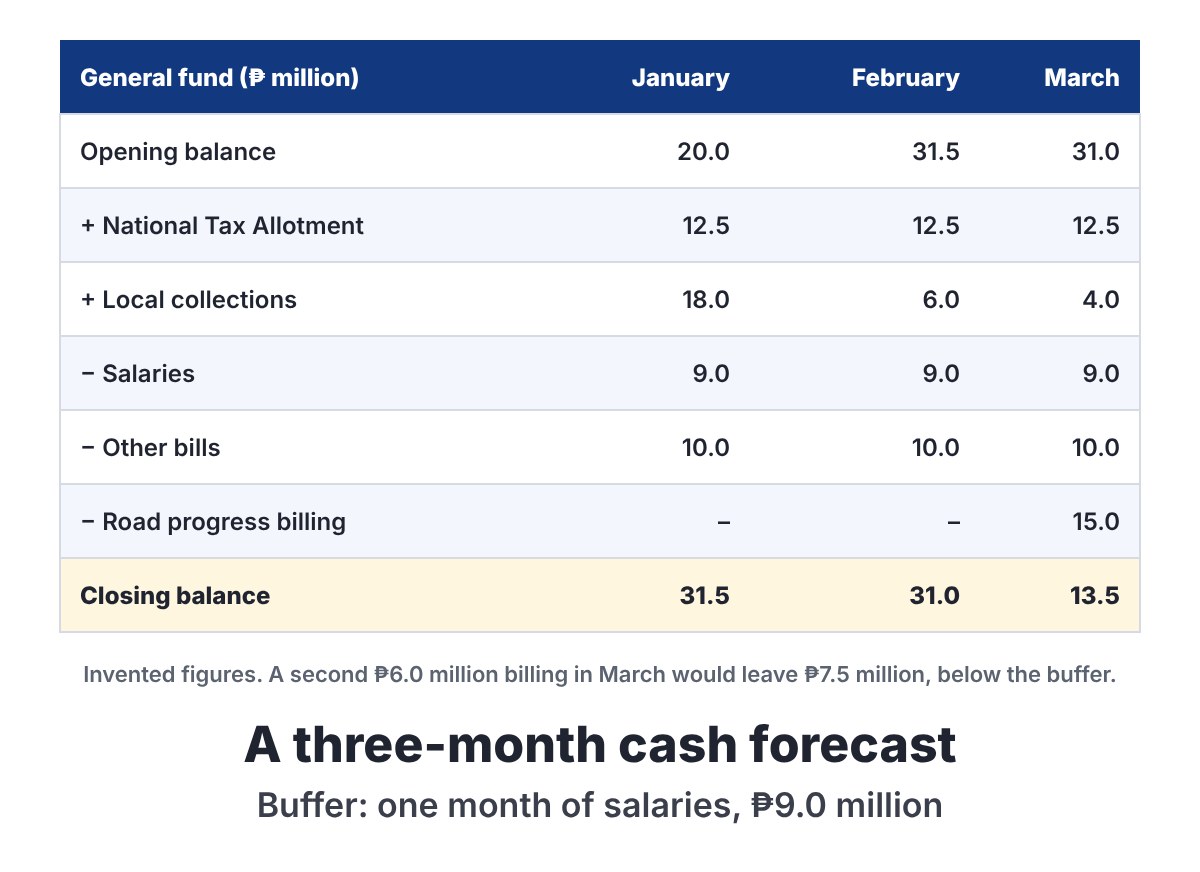 General fund (₱ million) January February March
Opening balance 20.0 31.5 31.0
+ National Tax Allotment 12.5 12.5 12.5
+ Local collections 18.0 6.0 4.0
− Salaries 9.0 9.0 9.0
− Other bills 10.0 10.0 10.0
− Road progress billing – – 15.0
Closing balance 31.5 31.0 13.5
Invented figures. A second ₱6.0 million billing in March would leave ₱7.5 million, below the buffer.
A three-month cash forecast
Buffer: one month of salaries, ₱9.0 million